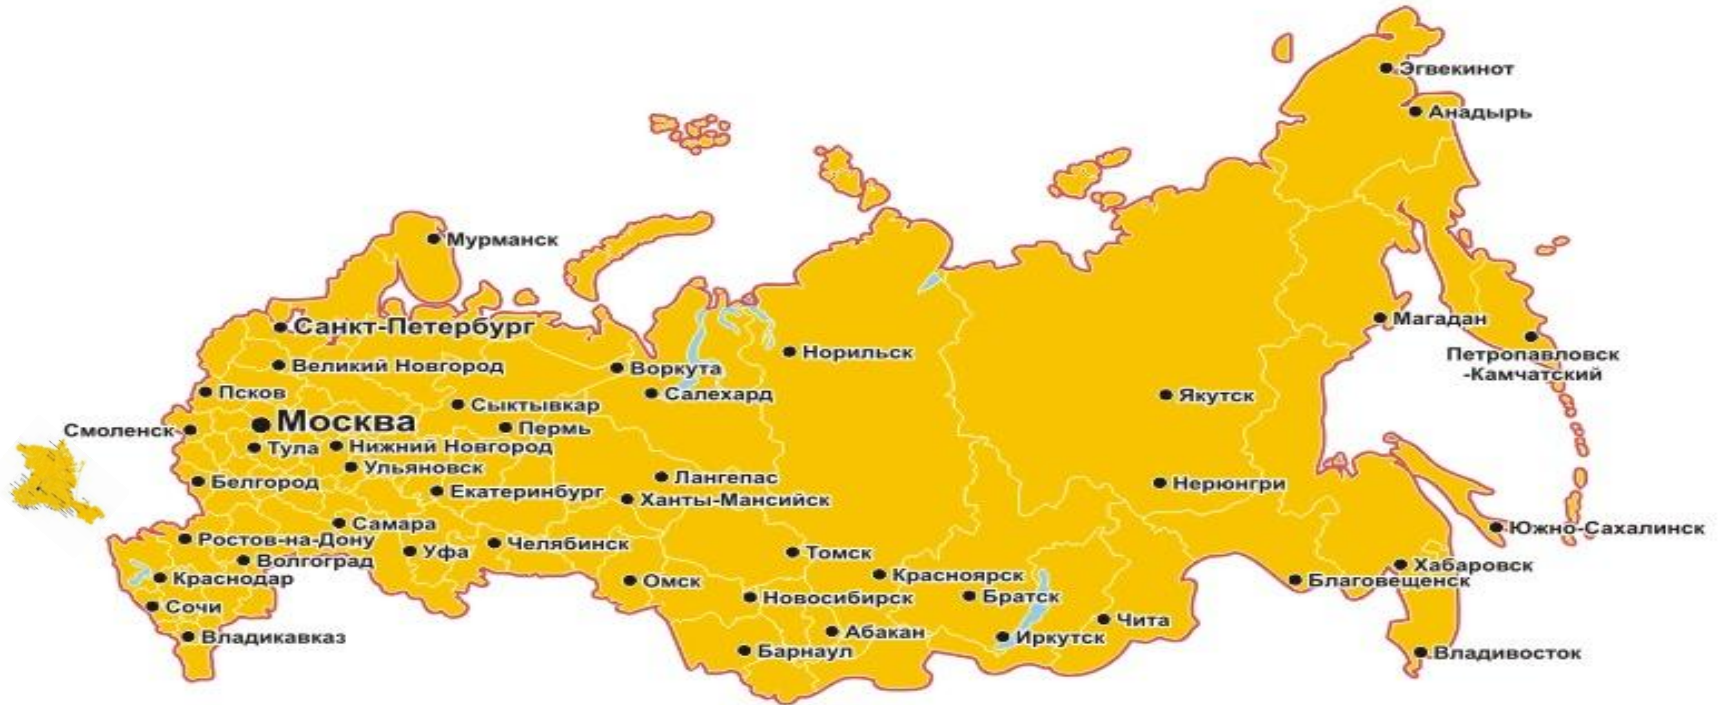 Эгвекинот
Анадырь
Мурманск
Магадан
Санкт-Петербург
Петропавловск
-Камчатский
Норильск
Великий Новгород
Воркута
Салехард
Псков
Якутск
Сыктывкар
Москва
Пермь
Смоленск
Тула
Нижний Новгород
Ульяновск
Лангепас
Белгород
Нерюнгри
Екатеринбург
Ханты-Мансийск
Самара
Южно-Сахалинск
Ростов-на-Дону
Челябинск
Уфа
Томск
Волгоград
Хабаровск
Красноярск
Краснодар
Омск
Благовещенск
Новосибирск
Братск
Сочи
Чита
Абакан
Владикавказ
Иркутск
Барнаул
Владивосток